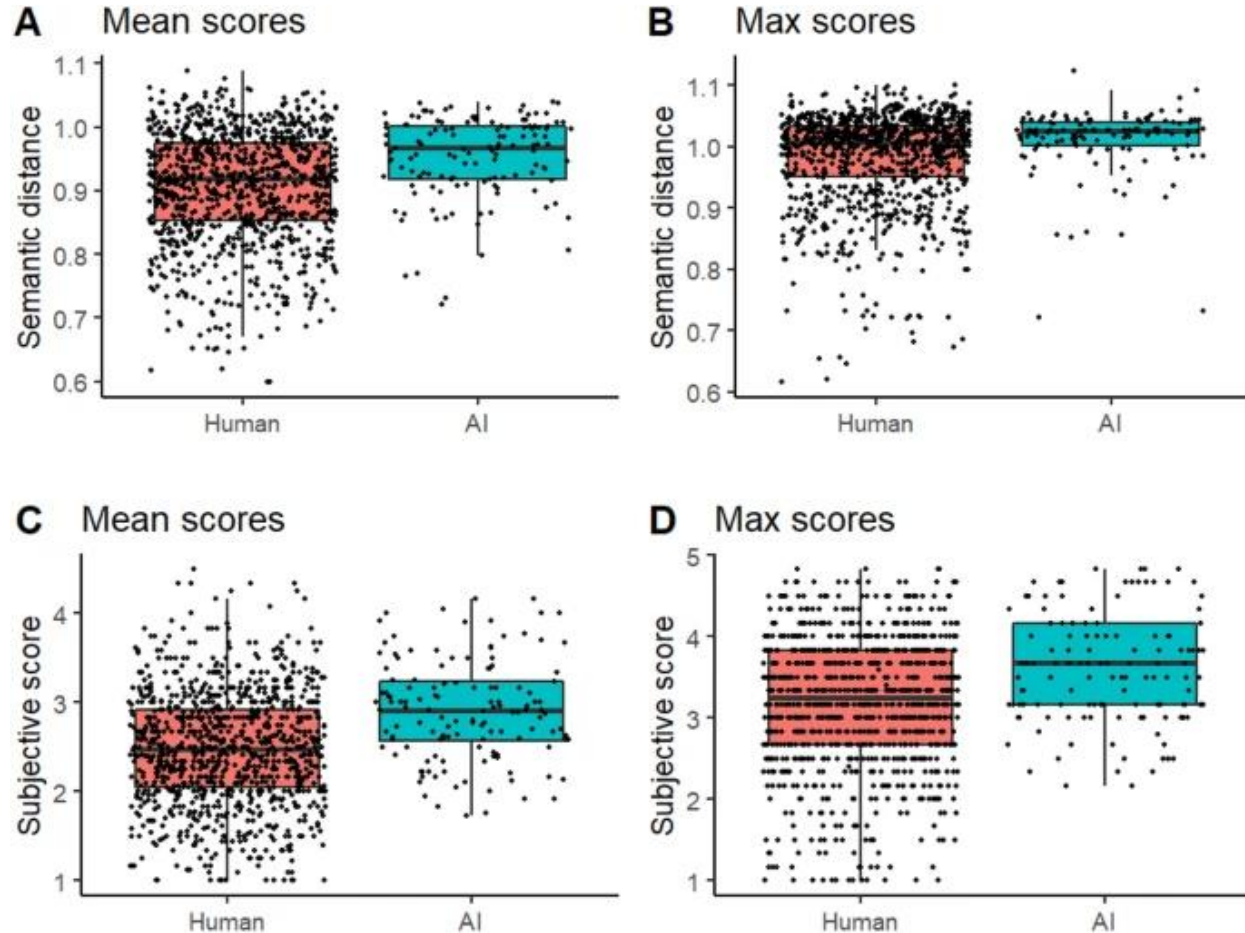 A Mean scores
Semantic distance
1.1
1.0
0.9
0.8
0.7
0.6
Human AI
B Max scores
Semantic distance
1.1
1.0
0.9
0.8
0.7
0.6
Human AI
C Mean scores
Subjective score
4
3
2
1
Human AI
D Max scores
Subjective score
5
4
3
2
1
Human AI